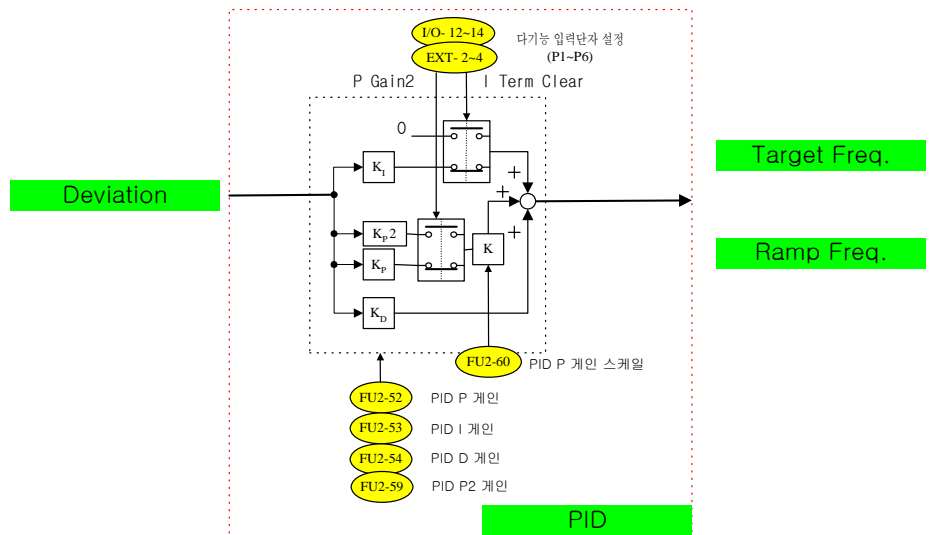 I/O- 12~14
다기능 입력단자 설정
EXT- 2~4
(P1~P6)
P Gain2
I Term Clear
0
Target Freq.
K_I
+
Deviation
+
K_P 2
+
K
Ramp Freq.
K_P
K_D
FU2-60
PID P 게인 스케일
FU2-52
PID P 게인
FU2-53
PID I 게인
FU2-54
PID D 게인
FU2-59
PID P2 게인
PID